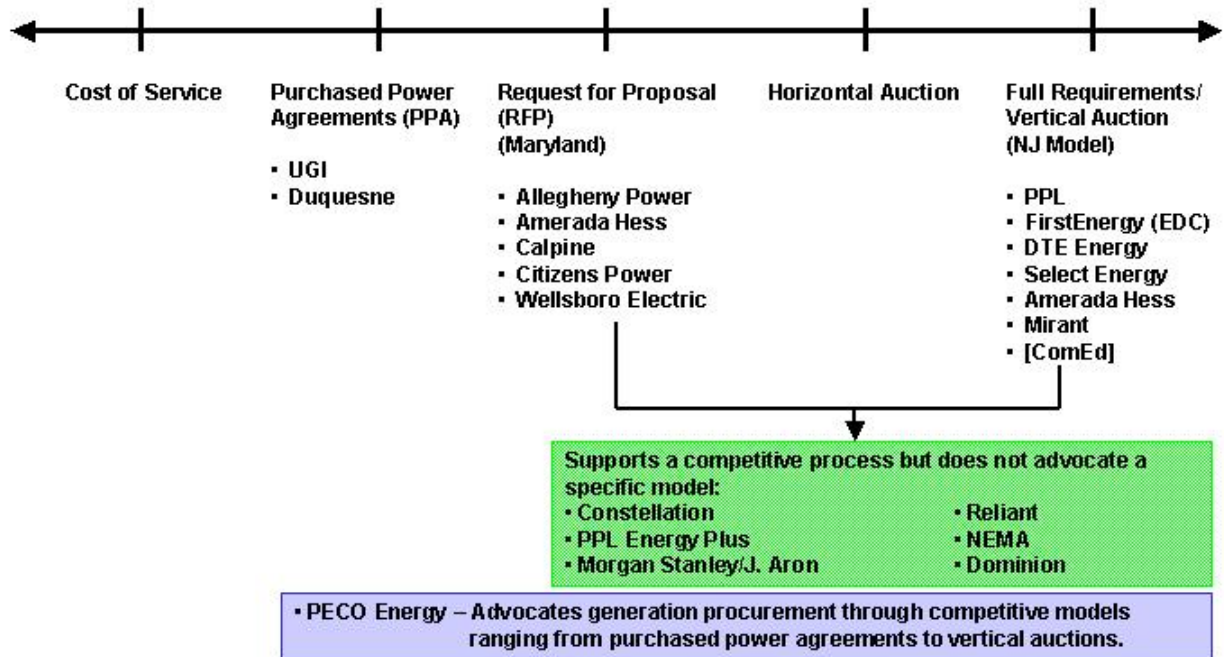 Cost of Service
Purchased Power
Agreements (PPA)
▪ UGI
▪ Duquesne
Request for Proposal
(RFP)
(Maryland)
▪ Allegheny Power
▪ Amerada Hess
▪ Calpine
▪ Citizens Power
▪ Wellsboro Electric
Horizontal Auction
Full Requirements/
Vertical Auction
(NJ Model)
▪ PPL
▪ FirstEnergy (EDC)
▪ DTE Energy
▪ Select Energy
▪ Amerada Hess
▪ Mirant
▪ [ComEd]
Supports a competitive process but does not advocate a
specific model:
▪ Constellation
▪ PPL Energy Plus
▪ Morgan Stanley/J. Aron
▪ Reliant
▪ NEMA
▪ Dominion
▪ PECO Energy – Advocates generation procurement through competitive models
ranging from purchased power agreements to vertical auctions.